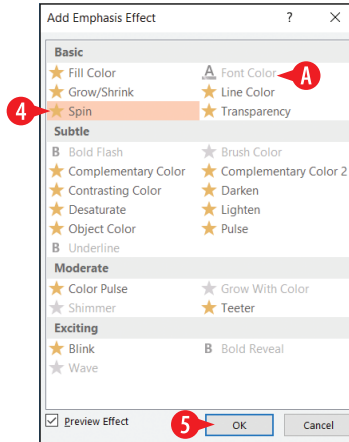 Add Emphasis Effect ? X
Basic
Fill Color A Font Color A
Grow/Shrink Line Color
4 Spin Transparency
Subtle
B Bold Flash Brush Color
Complementary Color Complementary Color 2
Contrasting Color Darken
Desaturate Lighten
Object Color Pulse
B Underline
Moderate
Color Pulse Grow With Color
Shimmer Teeter
Exciting
Blink B Bold Reveal
Wave
Preview Effect 5 OK Cancel